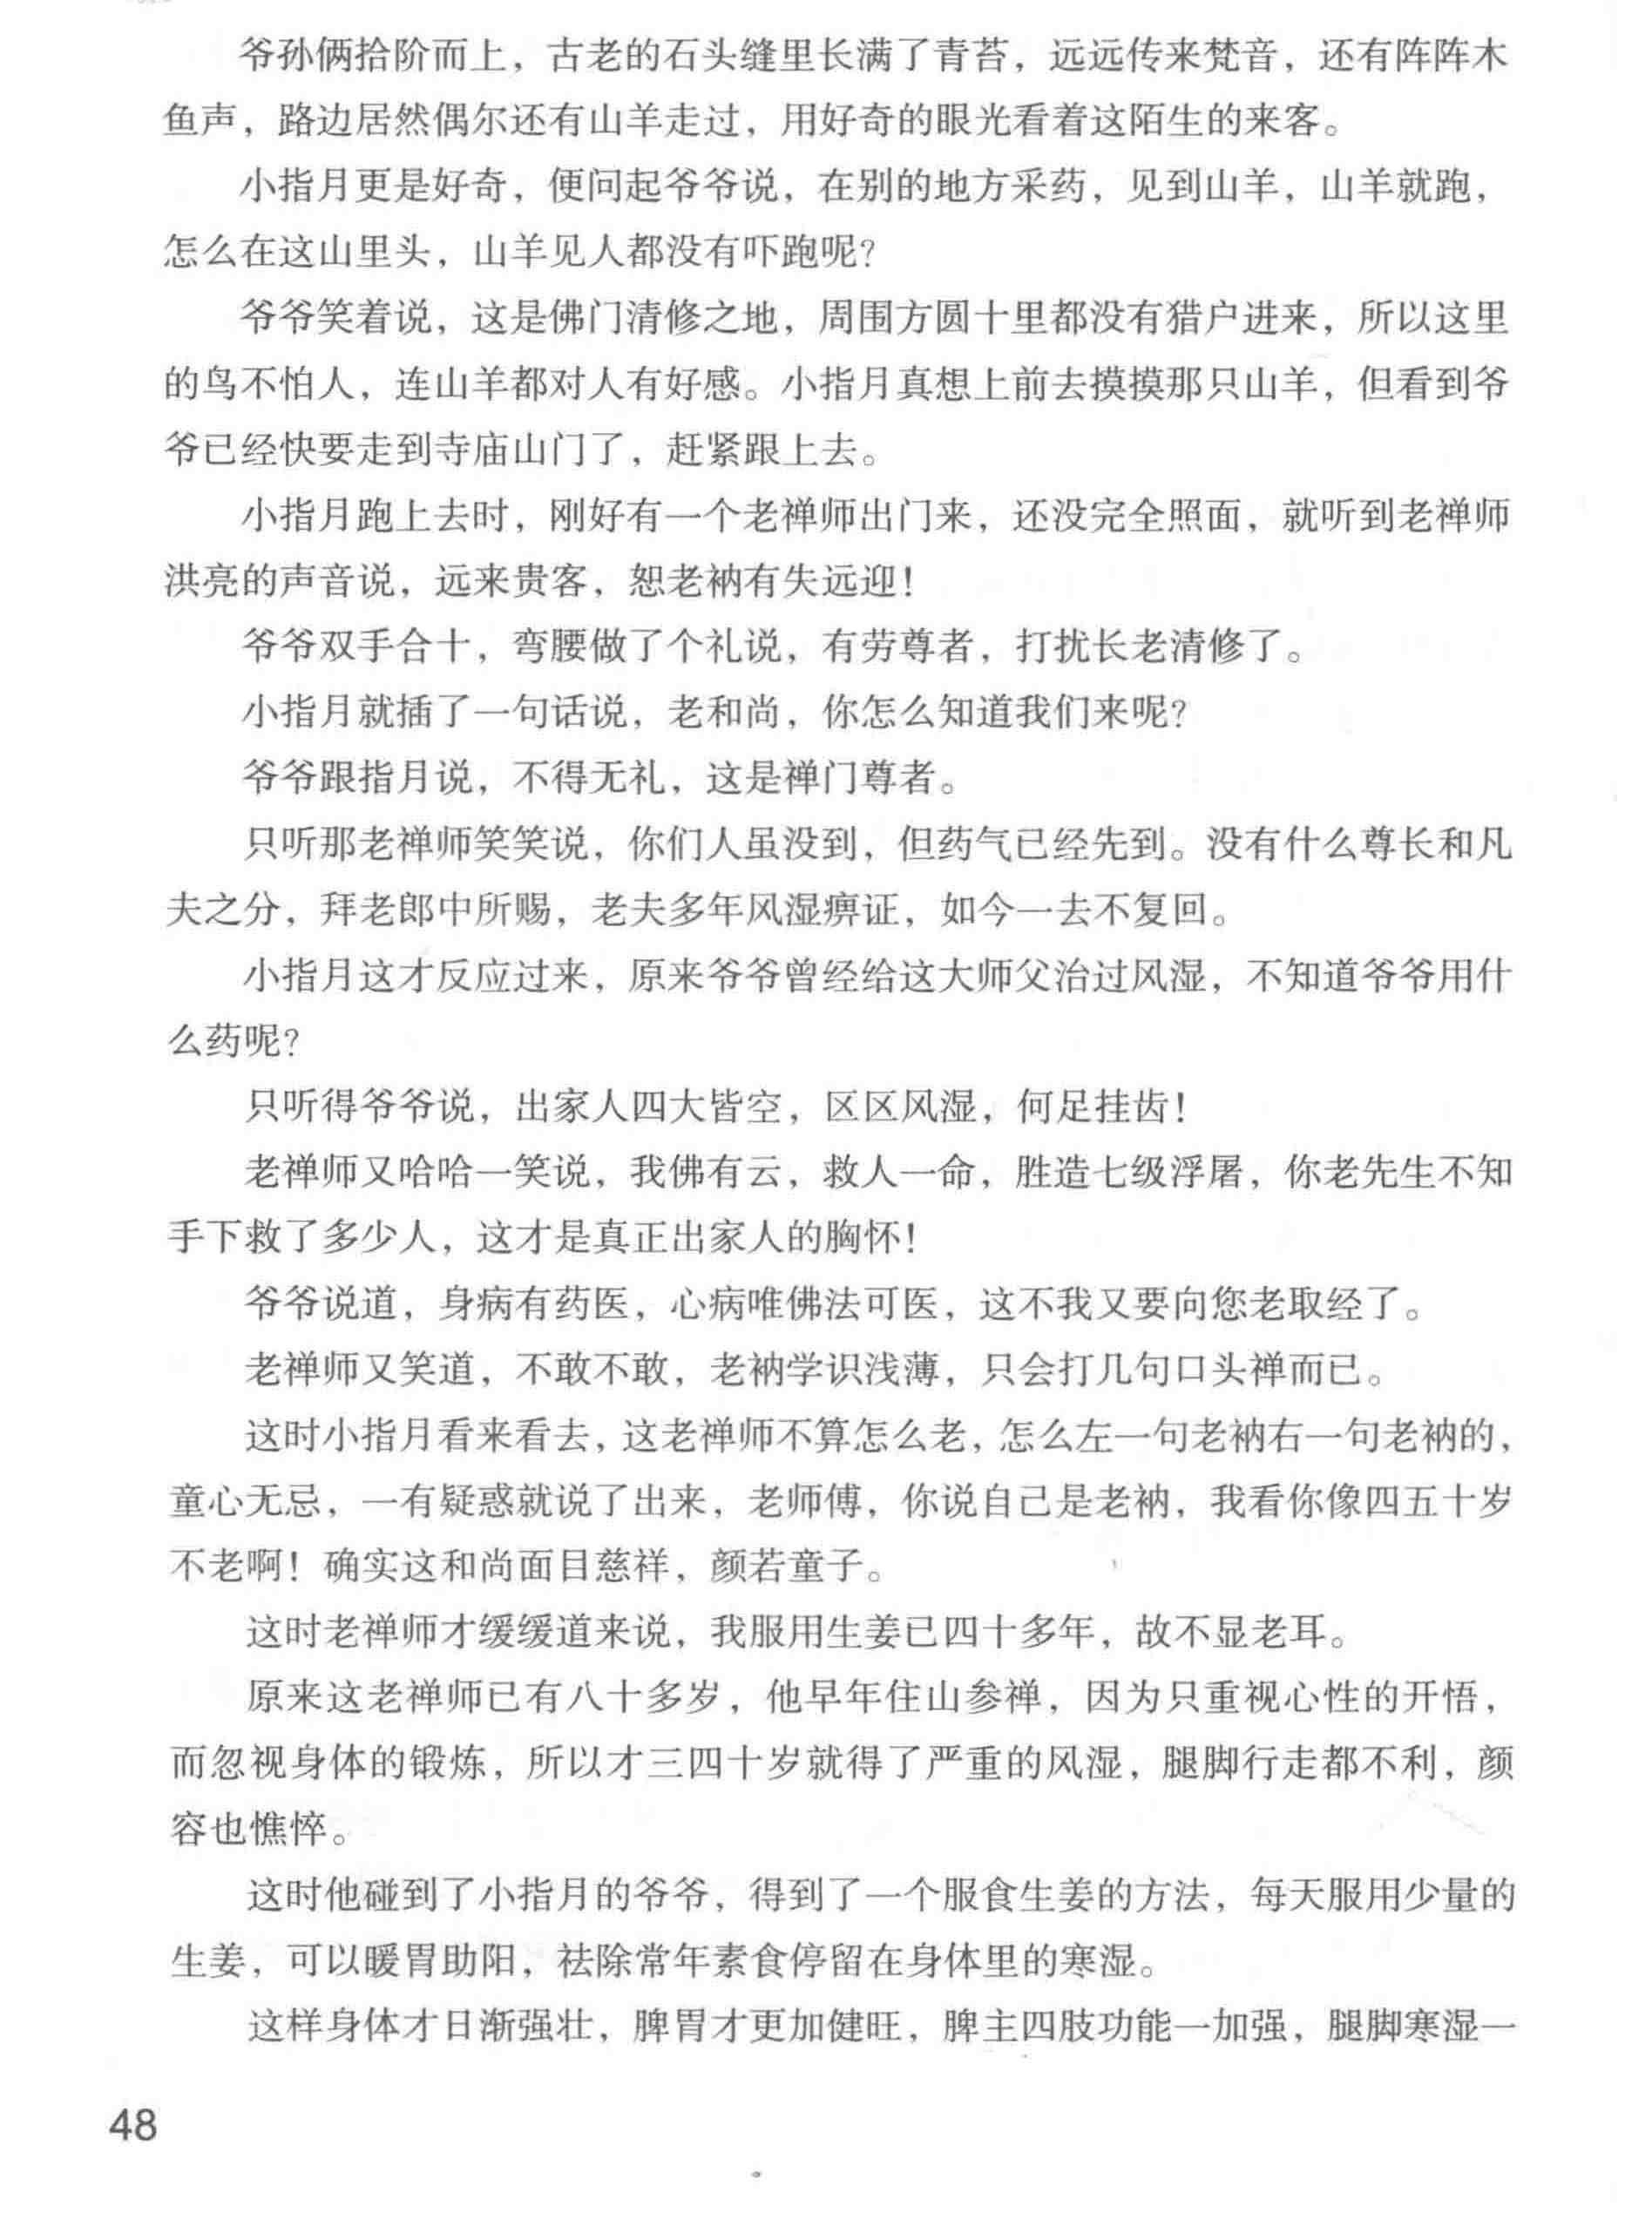 爷孙俩拾阶而上，古老的石头缝里长满了青苔，远远传来梵音，还有阵阵木
鱼声，路边居然偶尔还有山羊走过，用好奇的眼光看着这陌生的来客。
小指月更是好奇，便问起爷爷说，在别的地方采药，见到山羊，山羊就跑，
怎么在这山里头，山羊见人都没有吓跑呢？
爷爷笑着说，这是佛门清修之地，周围方圆十里都没有猎户进来，所以这里
的鸟不怕人，连山羊都对人有好感。小指月真想上前去摸摸那只山羊，但看到爷
爷已经快要走到寺庙山门了，赶紧跟上去。
小指月跑上去时，刚好有一个老禅师出门来，还没完全照面，就听到老禅师
洪亮的声音说，远来贵客，恕老衲有失远迎！
爷爷双手合十，弯腰做了个礼说，有劳尊者，打扰长老清修了。
小指月就插了一句话说，老和尚，你怎么知道我们来呢？
爷爷跟指月说，不得无礼，这是禅门尊者。
只听那老禅师笑笑说，你们人虽没到，但药气已经先到。没有什么尊长和凡
夫之分，拜老郎中所赐，老夫多年风湿痹证，如今一去不复回。
小指月这才反应过来，原来爷爷曾经给这大师父治过风湿，不知道爷爷用什
么药呢？
只听得爷爷说，出家人四大皆空，区区风湿，何足挂齿！
老禅师又哈哈一笑说，我佛有云，救人一命，胜造七级浮屠，你老先生不知
手下救了多少人，这才是真正出家人的胸怀！
爷爷说道，身病有药医，心病唯佛法可医，这不我又要向您老取经了。
老禅师又笑道，不敢不敢，老衲学识浅薄，只会打几句口头禅而已。
这时小指月看来看去，这老禅师不算怎么老，怎么左一句老衲右一句老衲的，
童心无忌，一有疑惑就说了出来，老师傅，你说自己是老衲，我看你像四五十岁
不老啊！确实这和尚面目慈祥，颜若童子。
这时老禅师才缓缓道来说，我服用生姜已四十多年，故不显老耳。
原来这老禅师已有八十多岁，他早年住山参禅，因为只重视心性的开悟，
而忽视身体的锻炼，所以才三四十岁就得了严重的风湿，腿脚行走都不利，颜
容也憔悴。
这时他碰到了小指月的爷爷，得到了一个服食生姜的方法，每天服用少量的
生姜，可以暖胃助阳，祛除常年素食停留在身体里的寒湿。
这样身体才日渐强壮，脾胃才更加健旺，脾主四肢功能一加强，腿脚寒湿一
48